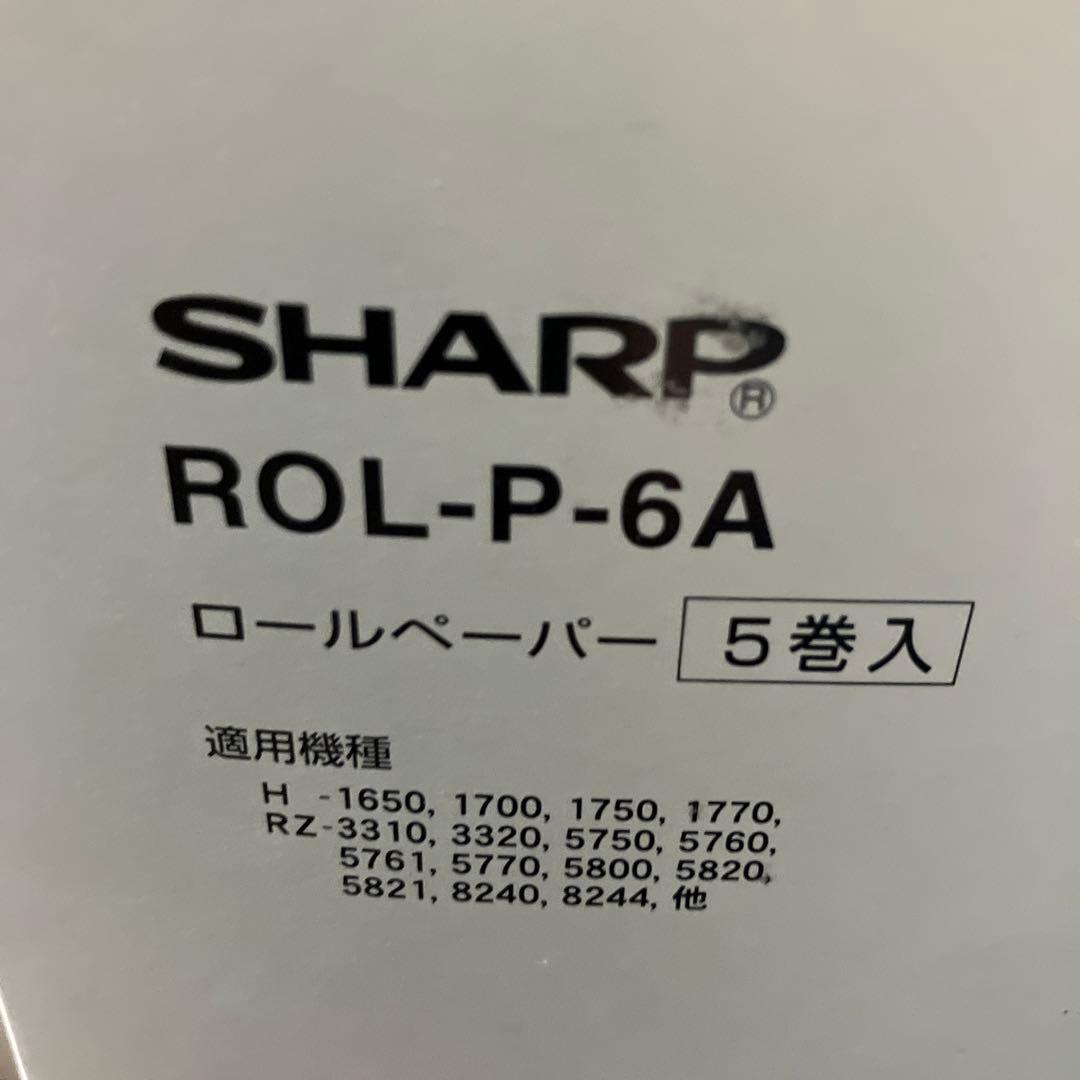 SHARP®
ROL-P-6A
ロールペーパー 5巻入
適用機種
H -1650, 1700, 1750, 1770,
RZ-3310, 3320, 5750, 5760,
5761, 5770, 5800, 5820,
5821, 8240, 8244, 他